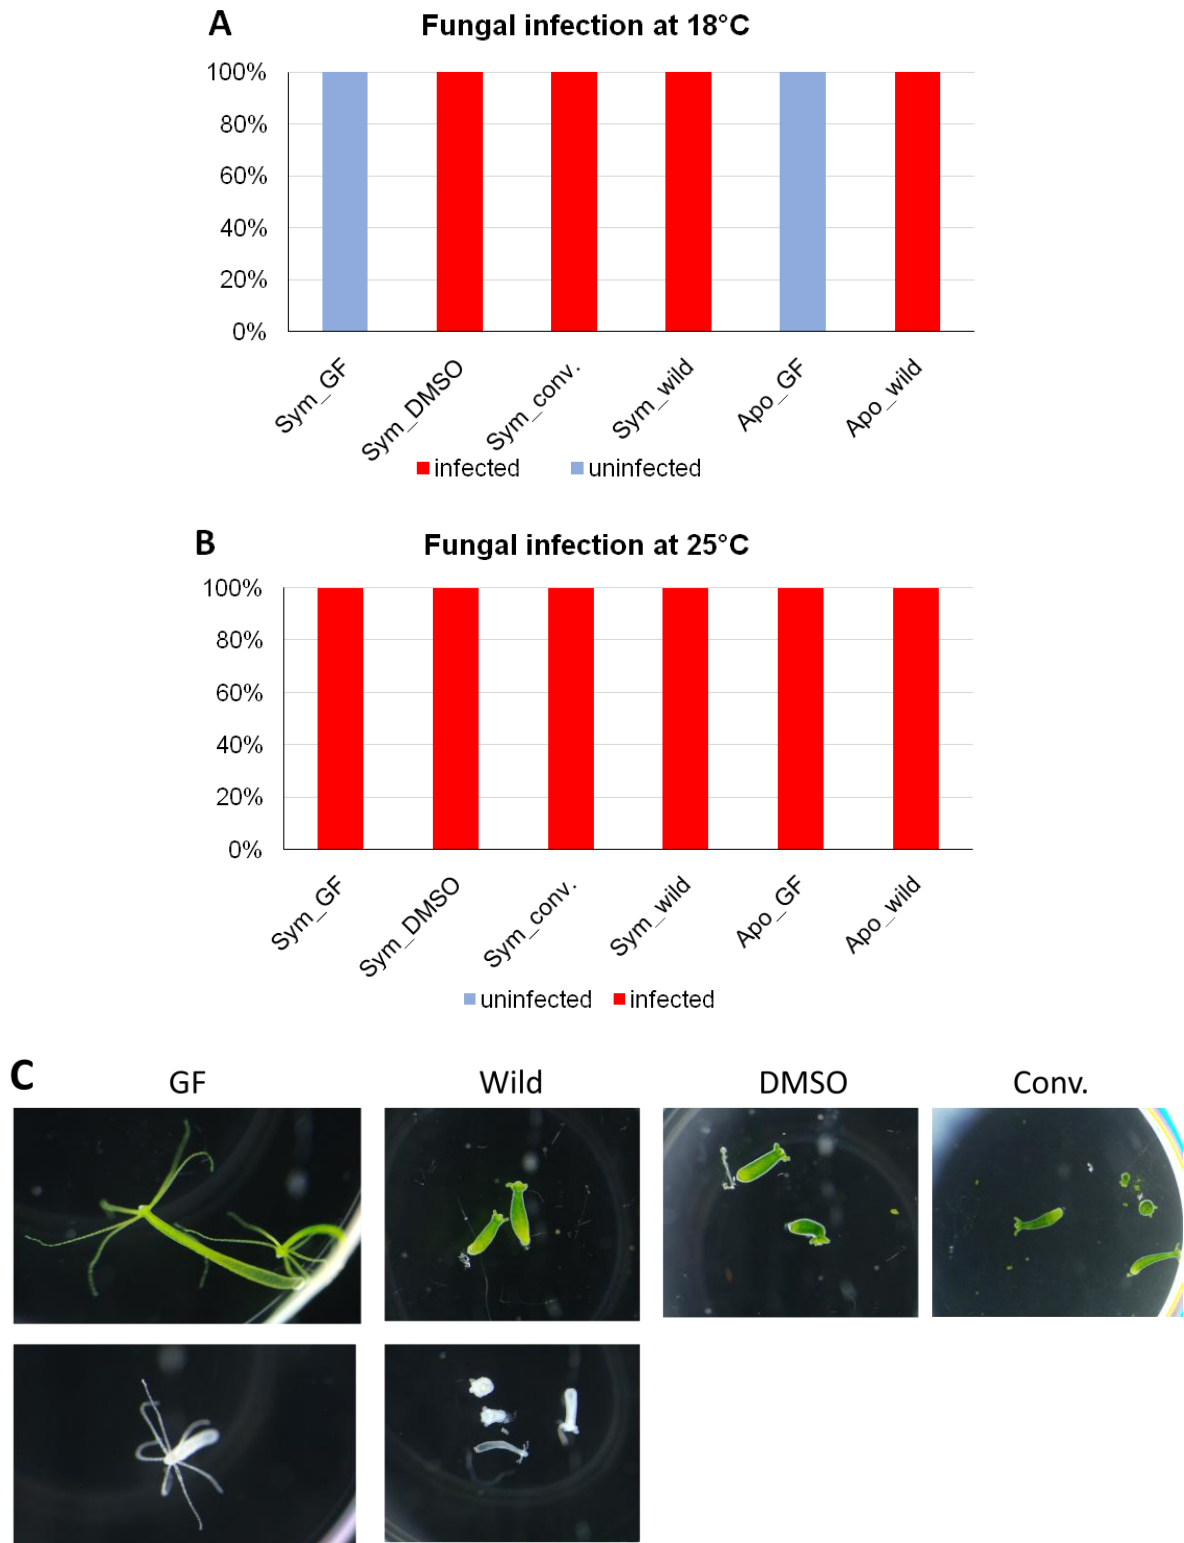 A
Fungal infection at 18°C
100%
80%
60%
40%
20%
0%
Sym_GF
Sym_DMSO
Sym_conv.
Sym_wild
Apo_GF
Apo_wild
infected uninfected
B
Fungal infection at 25°C
100%
80%
60%
40%
20%
0%
Sym_GF
Sym_DMSO
Sym_conv.
Sym_wild
Apo_GF
Apo_wild
uninfected infected
C
GF Wild DMSO Conv.